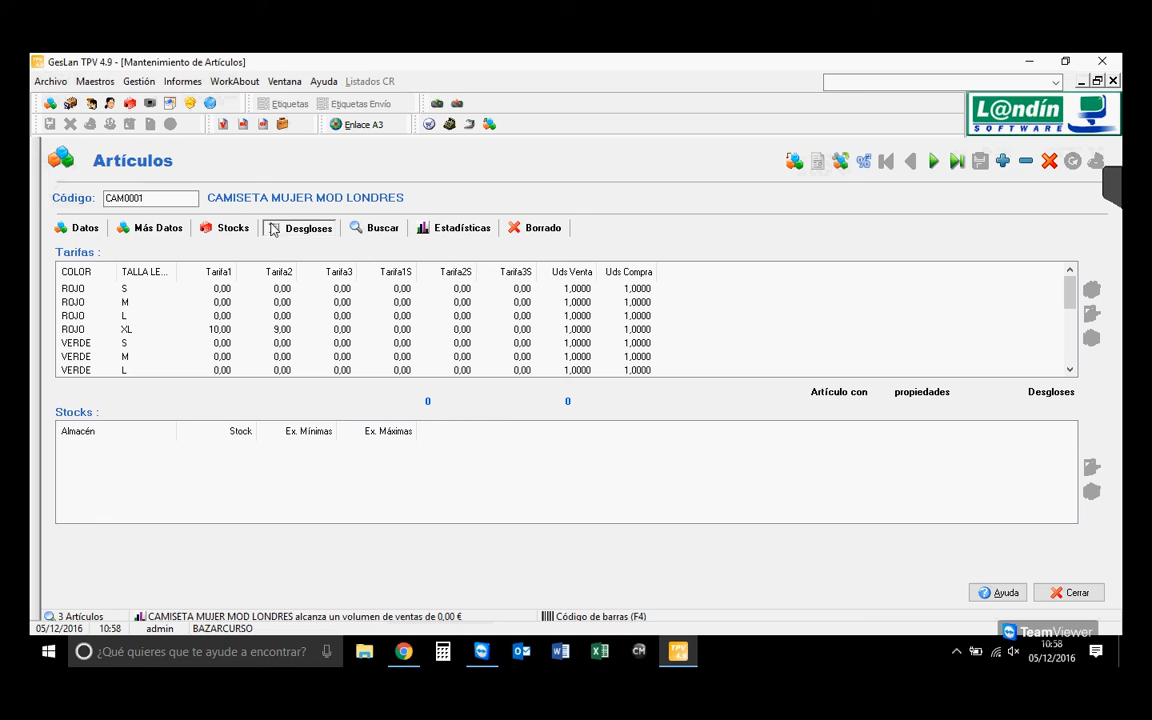 GesLan TPV 4.9 - [Mantenimiento de Artículos]
Archivo Maestros Gestión Informes WorkAbout Ventana Ayuda Listados CR
Etiquetas Etiquetas Envío
Enlace A3
L@ndín
SOFTWARE
Artículos
Código: CAM0001 CAMISETA MUJER MOD LONDRES
Datos Más Datos Stocks Desgloses Buscar Estadísticas Borrado
Tarifas :
COLOR TALLA LE... Tarifa1 Tarifa2 Tarifa3 Tarifa1S Tarifa2S Tarifa3S Uds Venta Uds Compra
ROJO S 0,00 0,00 0,00 0,00 0,00 0,00 1,0000 1,0000
ROJO M 0,00 0,00 0,00 0,00 0,00 0,00 1,0000 1,0000
ROJO L 0,00 0,00 0,00 0,00 0,00 0,00 1,0000 1,0000
ROJO XL 10,00 9,00 0,00 0,00 0,00 0,00 1,0000 1,0000
VERDE S 0,00 0,00 0,00 0,00 0,00 0,00 1,0000 1,0000
VERDE M 0,00 0,00 0,00 0,00 0,00 0,00 1,0000 1,0000
VERDE L 0,00 0,00 0,00 0,00 0,00 0,00 1,0000 1,0000
Artículo con propiedades Desgloses
0 0
Stocks :
Almacén Stock Ex. Mínimas Ex. Máximas
Ayuda Cerrar
3 Artículos CAMISETA MUJER MOD LONDRES alcanza un volumen de ventas de 0,00 € Código de barras (F4)
05/12/2016 10:58 admin BAZARCURSO
TeamViewer
¿Qué quieres que te ayude a encontrar?
TPV
4.9
10:58
05/12/2016